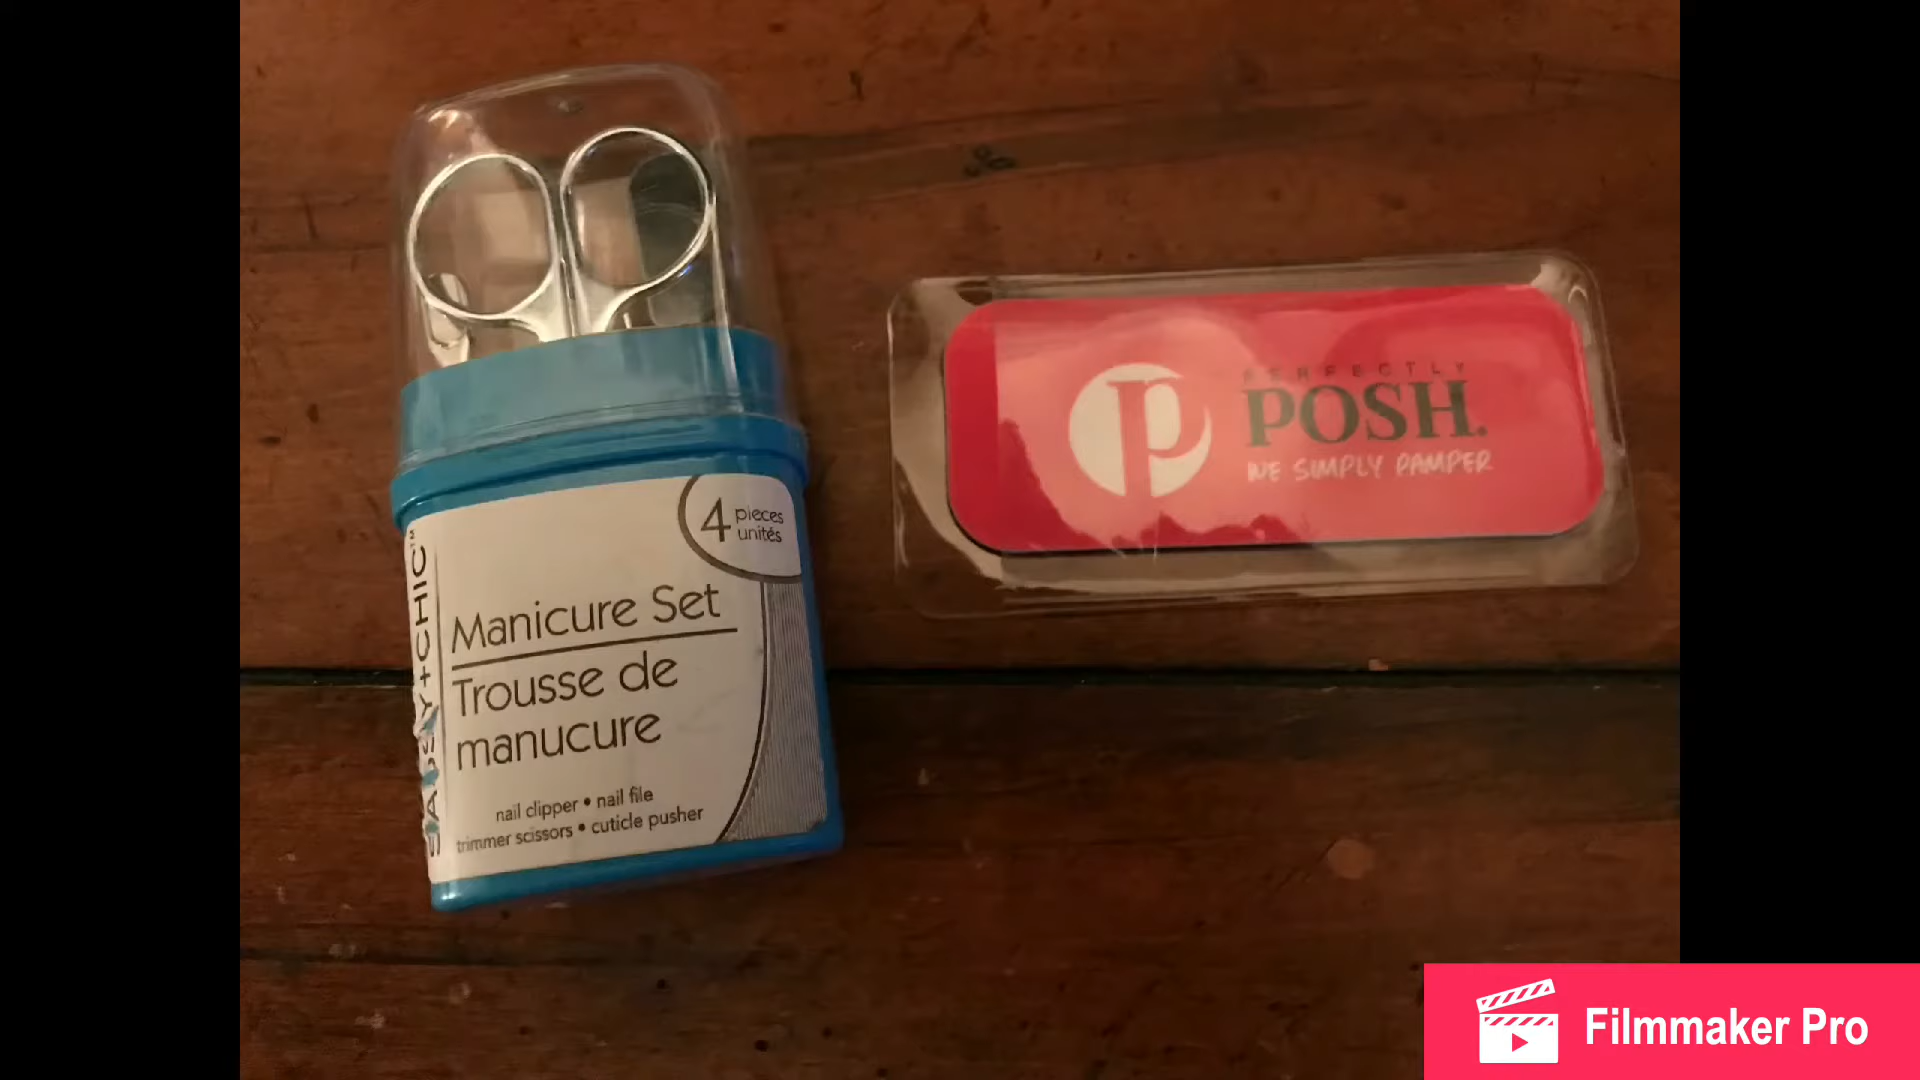 4 pieces
unités
SASSY+CHIC™
Manicure Set
Trousse de
manucure
nail clipper • nail file
trimmer scissors • cuticle pusher
P
PERFECTLY
POSH.
WE SIMPLY PAMPER
Filmmaker Pro